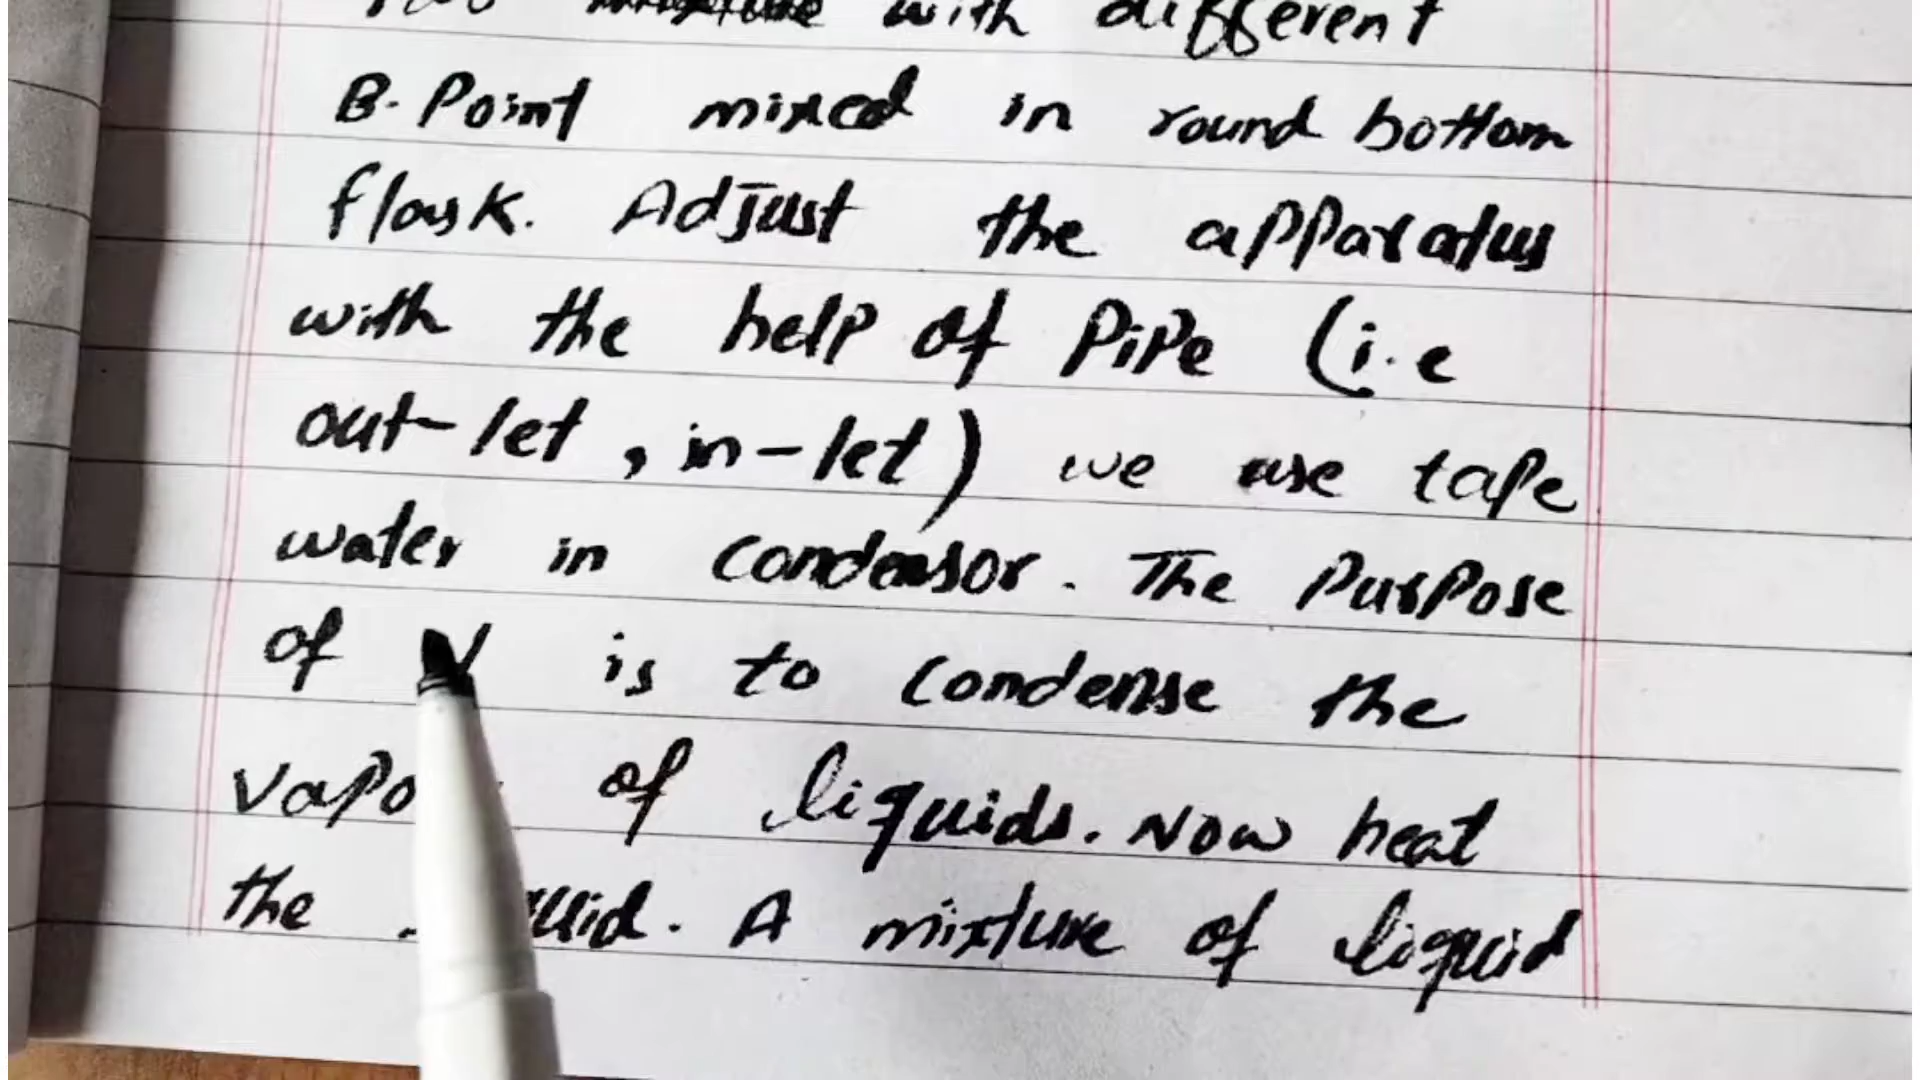 mixture with different
B. Point mixed in round bottom
flask. Adjust the apparatus
with the help of PiPe (i.e
out-let, in-let) we use tape
water in condensor. The PurPose
of is to condense the
of liquids. Now heat
the A mixture of liquid